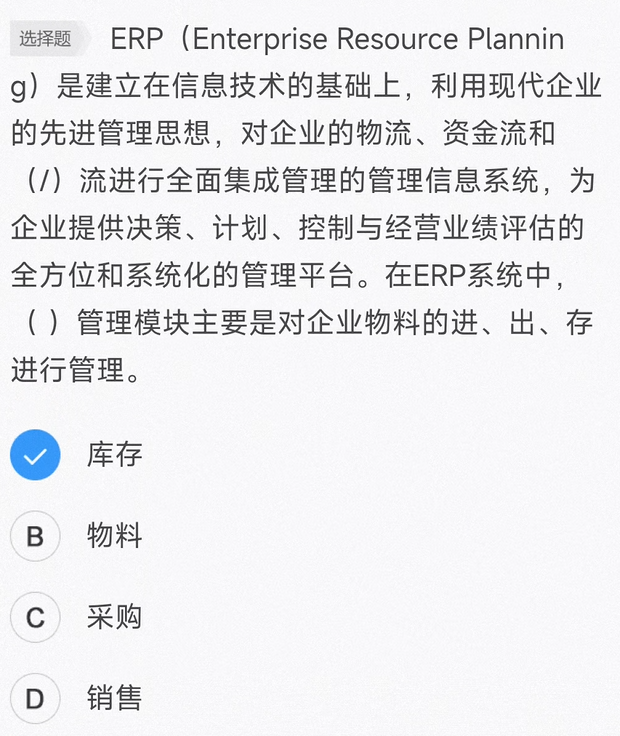 选择题 ERP（Enterprise Resource Plannin
g）是建立在信息技术的基础上，利用现代企业
的先进管理思想，对企业的物流、资金流和
（/）流进行全面集成管理的管理信息系统，为
企业提供决策、计划、控制与经营业绩评估的
全方位和系统化的管理平台。在ERP系统中，
（ ）管理模块主要是对企业物料的进、出、存
进行管理。
库存
B 物料
C 采购
D 销售